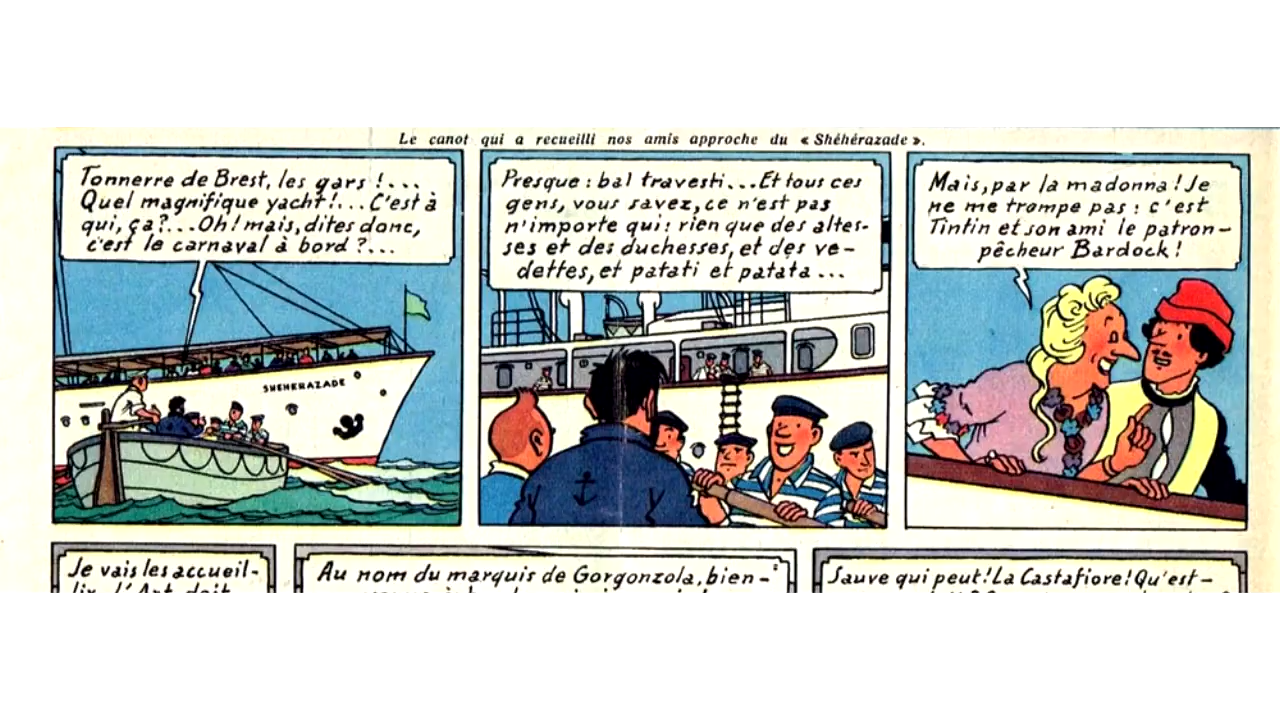 Le canot qui a recueilli nos amis approche du « Shéhérazade ».
Tonnerre de Brest, les gars !...
Quel magnifique yacht !... C'est à
qui, ça ?... Oh ! mais, dites donc,
c'est le carnaval à bord ?...
SHEHERAZADE
Presque : bal travesti... Et tous ces
gens, vous savez, ce n'est pas
n'importe qui : rien que des altes-
ses et des duchesses, et des ve-
dettes, et patati et patata ...
Mais, par la madonna ! Je
ne me trompe pas : c'est
Tintin et son ami le patron-
pêcheur Bardock !
Je vais les accueil-
Au nom du marquis de Gorgonzola, bien-
Sauve qui peut ! La Castafiore ! Qu'est-